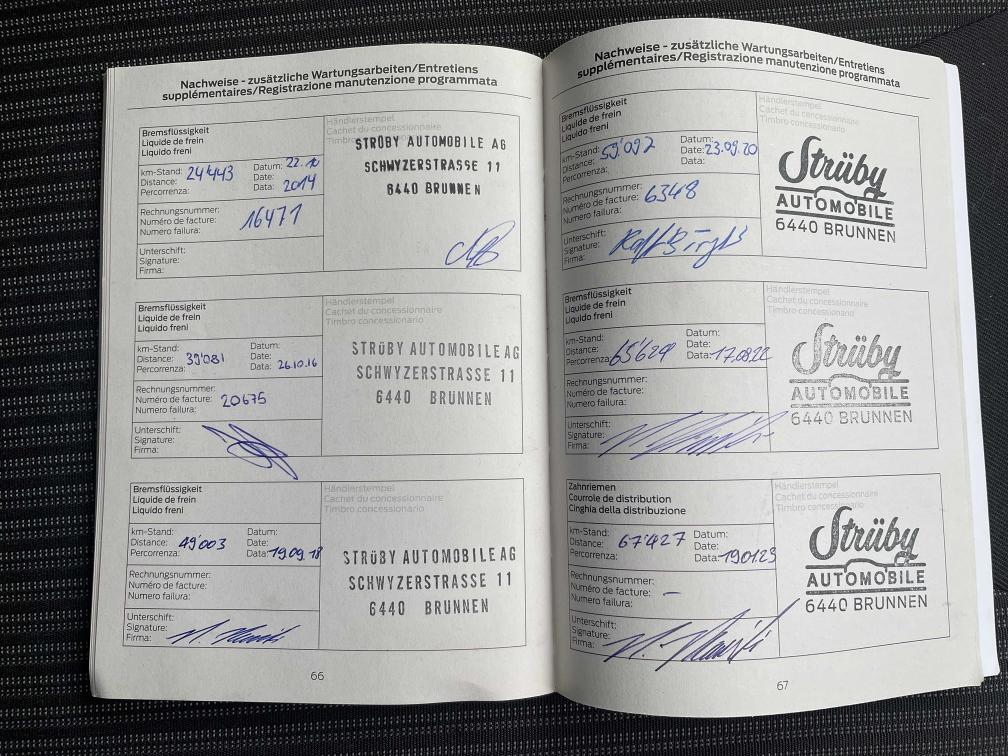 Nachweise - zusätzliche Wartungsarbeiten/Entretiens
supplémentaires/Registrazione manutenzione programmata
Bremsflüssigkeit
Liquide de frein
Liquido freni
km-Stand:
Distance: 24'443
Percorrenza:
Datum: 22.10
Date:
Data: 2014
Rechnungsnummer:
Numéro de facture: 16471
Numero failura:
Unterschift:
Signature:
Firma:
Händlerstempel
Cachet du concessionnaire
Timbro concessionario
STRÜBY AUTOMOBILE AG
SCHWYZERSTRASSE 11
6440 BRUNNEN
Bremsflüssigkeit
Liquide de frein
Liquido freni
km-Stand:
Distance: 39'081
Percorrenza:
Datum:
Date: 26.10.16
Data:
Rechnungsnummer:
Numéro de facture: 20675
Numero failura:
Unterschift:
Signature:
Firma:
Händlerstempel
Cachet du concessionnaire
Timbro concessionario
STRÜBY AUTOMOBILE AG
SCHWYZERSTRASSE 11
6440 BRUNNEN
Bremsflüssigkeit
Liquide de frein
Liquido freni
km-Stand:
Distance: 49'003
Percorrenza:
Datum:
Date:
Data: 19.09.18
Rechnungsnummer:
Numéro de facture:
Numero failura:
Unterschift:
Signature:
Firma:
Händlerstempel
Cachet du concessionnaire
Timbro concessionario
STRÜBY AUTOMOBILE AG
SCHWYZERSTRASSE 11
6440 BRUNNEN
66
Nachweise - zusätzliche Wartungsarbeiten/Entretiens
supplémentaires/Registrazione manutenzione programmata
Bremsflüssigkeit
Liquide de frein
Liquido freni
km-Stand:
Distance: 59'092
Percorrenza:
Datum:
Date: 23.09.20
Data:
Rechnungsnummer:
Numéro de facture: 6348
Numero failura:
Unterschift:
Signature:
Firma:
Händlerstempel
Cachet du concessionnaire
Timbro concessionario
Strüby
AUTOMOBILE
6440 BRUNNEN
Bremsflüssigkeit
Liquide de frein
Liquido freni
km-Stand:
Distance:
Percorrenza: 65'629
Datum:
Date:
Data: 17.08.22
Rechnungsnummer:
Numéro de facture:
Numero failura:
Unterschift:
Signature:
Firma:
Händlerstempel
Cachet du concessionnaire
Timbro concessionario
Strüby
AUTOMOBILE
6440 BRUNNEN
Zahnriemen
Courrole de distribution
Cinghia della distribuzione
km-Stand:
Distance: 67'427
Percorrenza:
Datum:
Date:
Data: 19.01.23
Rechnungsnummer:
Numéro de facture: –
Numero failura:
Unterschift:
Signature:
Firma:
Händlerstempel
Cachet du concessionnaire
Timbro concessionario
Strüby
AUTOMOBILE
6440 BRUNNEN
67